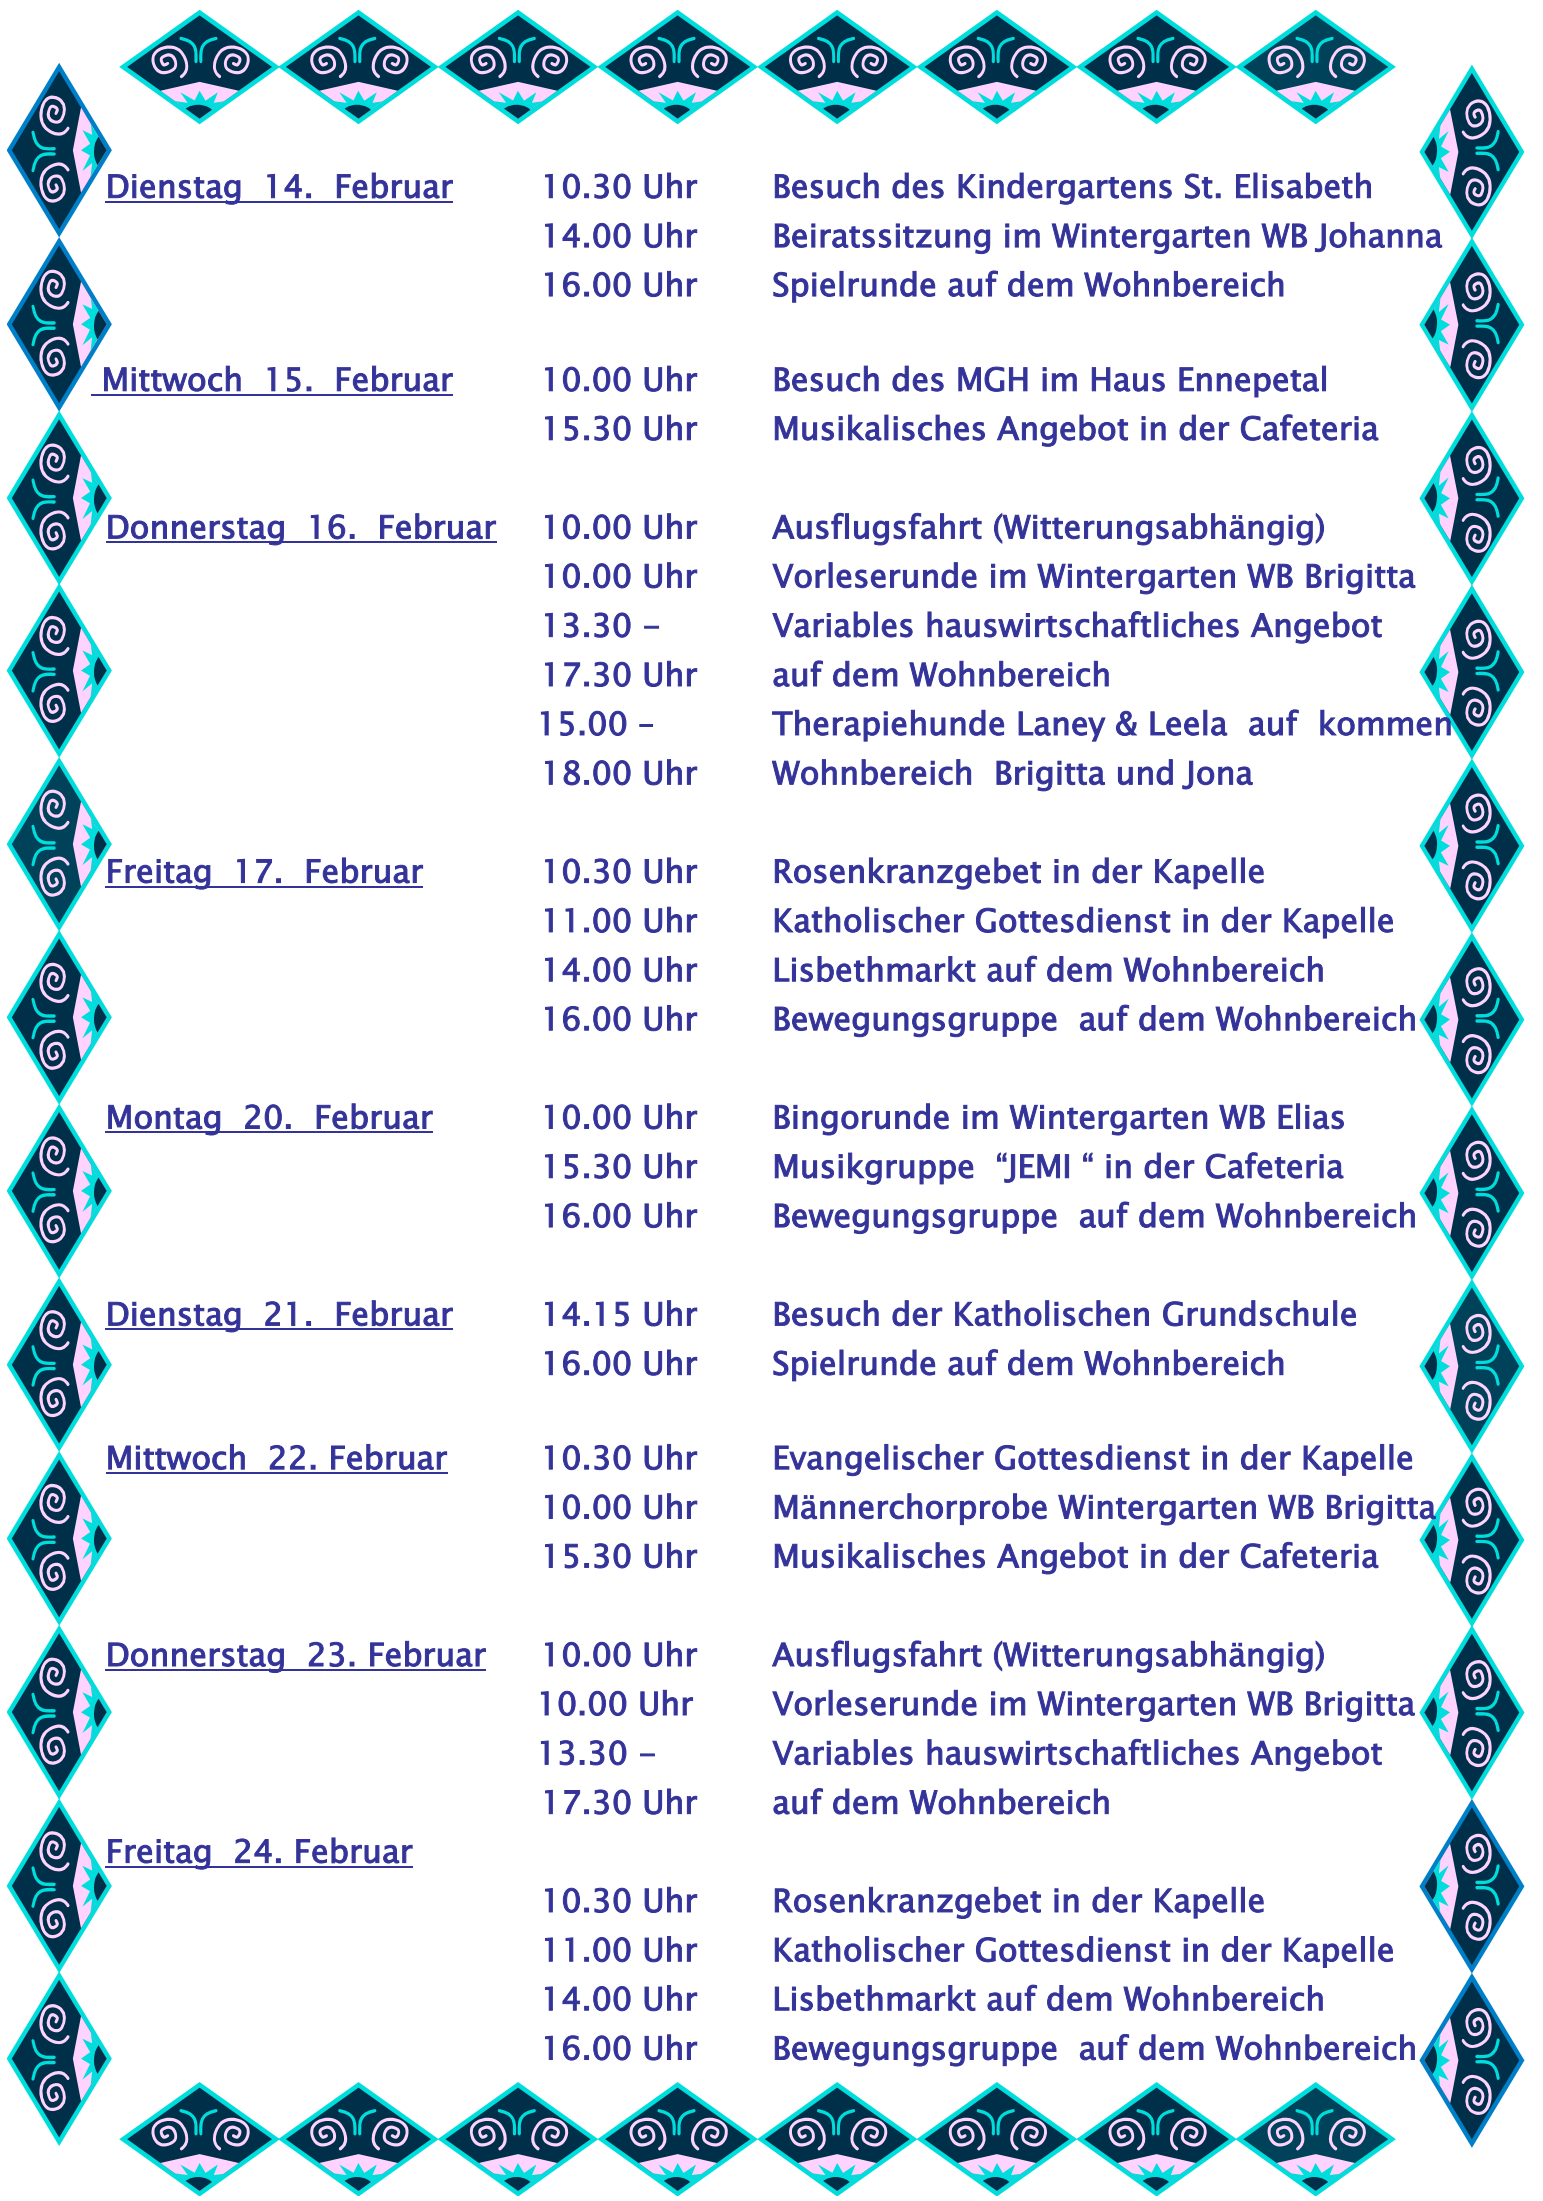 Dienstag 14. Februar 10.30 Uhr Besuch des Kindergartens St. Elisabeth
14.00 Uhr Beiratssitzung im Wintergarten WB Johanna
16.00 Uhr Spielrunde auf dem Wohnbereich
Mittwoch 15. Februar 10.00 Uhr Besuch des MGH im Haus Ennepetal
15.30 Uhr Musikalisches Angebot in der Cafeteria
Donnerstag 16. Februar 10.00 Uhr Ausflugsfahrt (Witterungsabhängig)
10.00 Uhr Vorleserunde im Wintergarten WB Brigitta
13.30 – Variables hauswirtschaftliches Angebot
17.30 Uhr auf dem Wohnbereich
15.00 – Therapiehunde Laney & Leela auf kommen
18.00 Uhr Wohnbereich Brigitta und Jona
Freitag 17. Februar 10.30 Uhr Rosenkranzgebet in der Kapelle
11.00 Uhr Katholischer Gottesdienst in der Kapelle
14.00 Uhr Lisbethmarkt auf dem Wohnbereich
16.00 Uhr Bewegungsgruppe auf dem Wohnbereich
Montag 20. Februar 10.00 Uhr Bingorunde im Wintergarten WB Elias
15.30 Uhr Musikgruppe “JEMI “ in der Cafeteria
16.00 Uhr Bewegungsgruppe auf dem Wohnbereich
Dienstag 21. Februar 14.15 Uhr Besuch der Katholischen Grundschule
16.00 Uhr Spielrunde auf dem Wohnbereich
Mittwoch 22. Februar 10.30 Uhr Evangelischer Gottesdienst in der Kapelle
10.00 Uhr Männerchorprobe Wintergarten WB Brigitta
15.30 Uhr Musikalisches Angebot in der Cafeteria
Donnerstag 23. Februar 10.00 Uhr Ausflugsfahrt (Witterungsabhängig)
10.00 Uhr Vorleserunde im Wintergarten WB Brigitta
13.30 – Variables hauswirtschaftliches Angebot
17.30 Uhr auf dem Wohnbereich
Freitag 24. Februar
10.30 Uhr Rosenkranzgebet in der Kapelle
11.00 Uhr Katholischer Gottesdienst in der Kapelle
14.00 Uhr Lisbethmarkt auf dem Wohnbereich
16.00 Uhr Bewegungsgruppe auf dem Wohnbereich